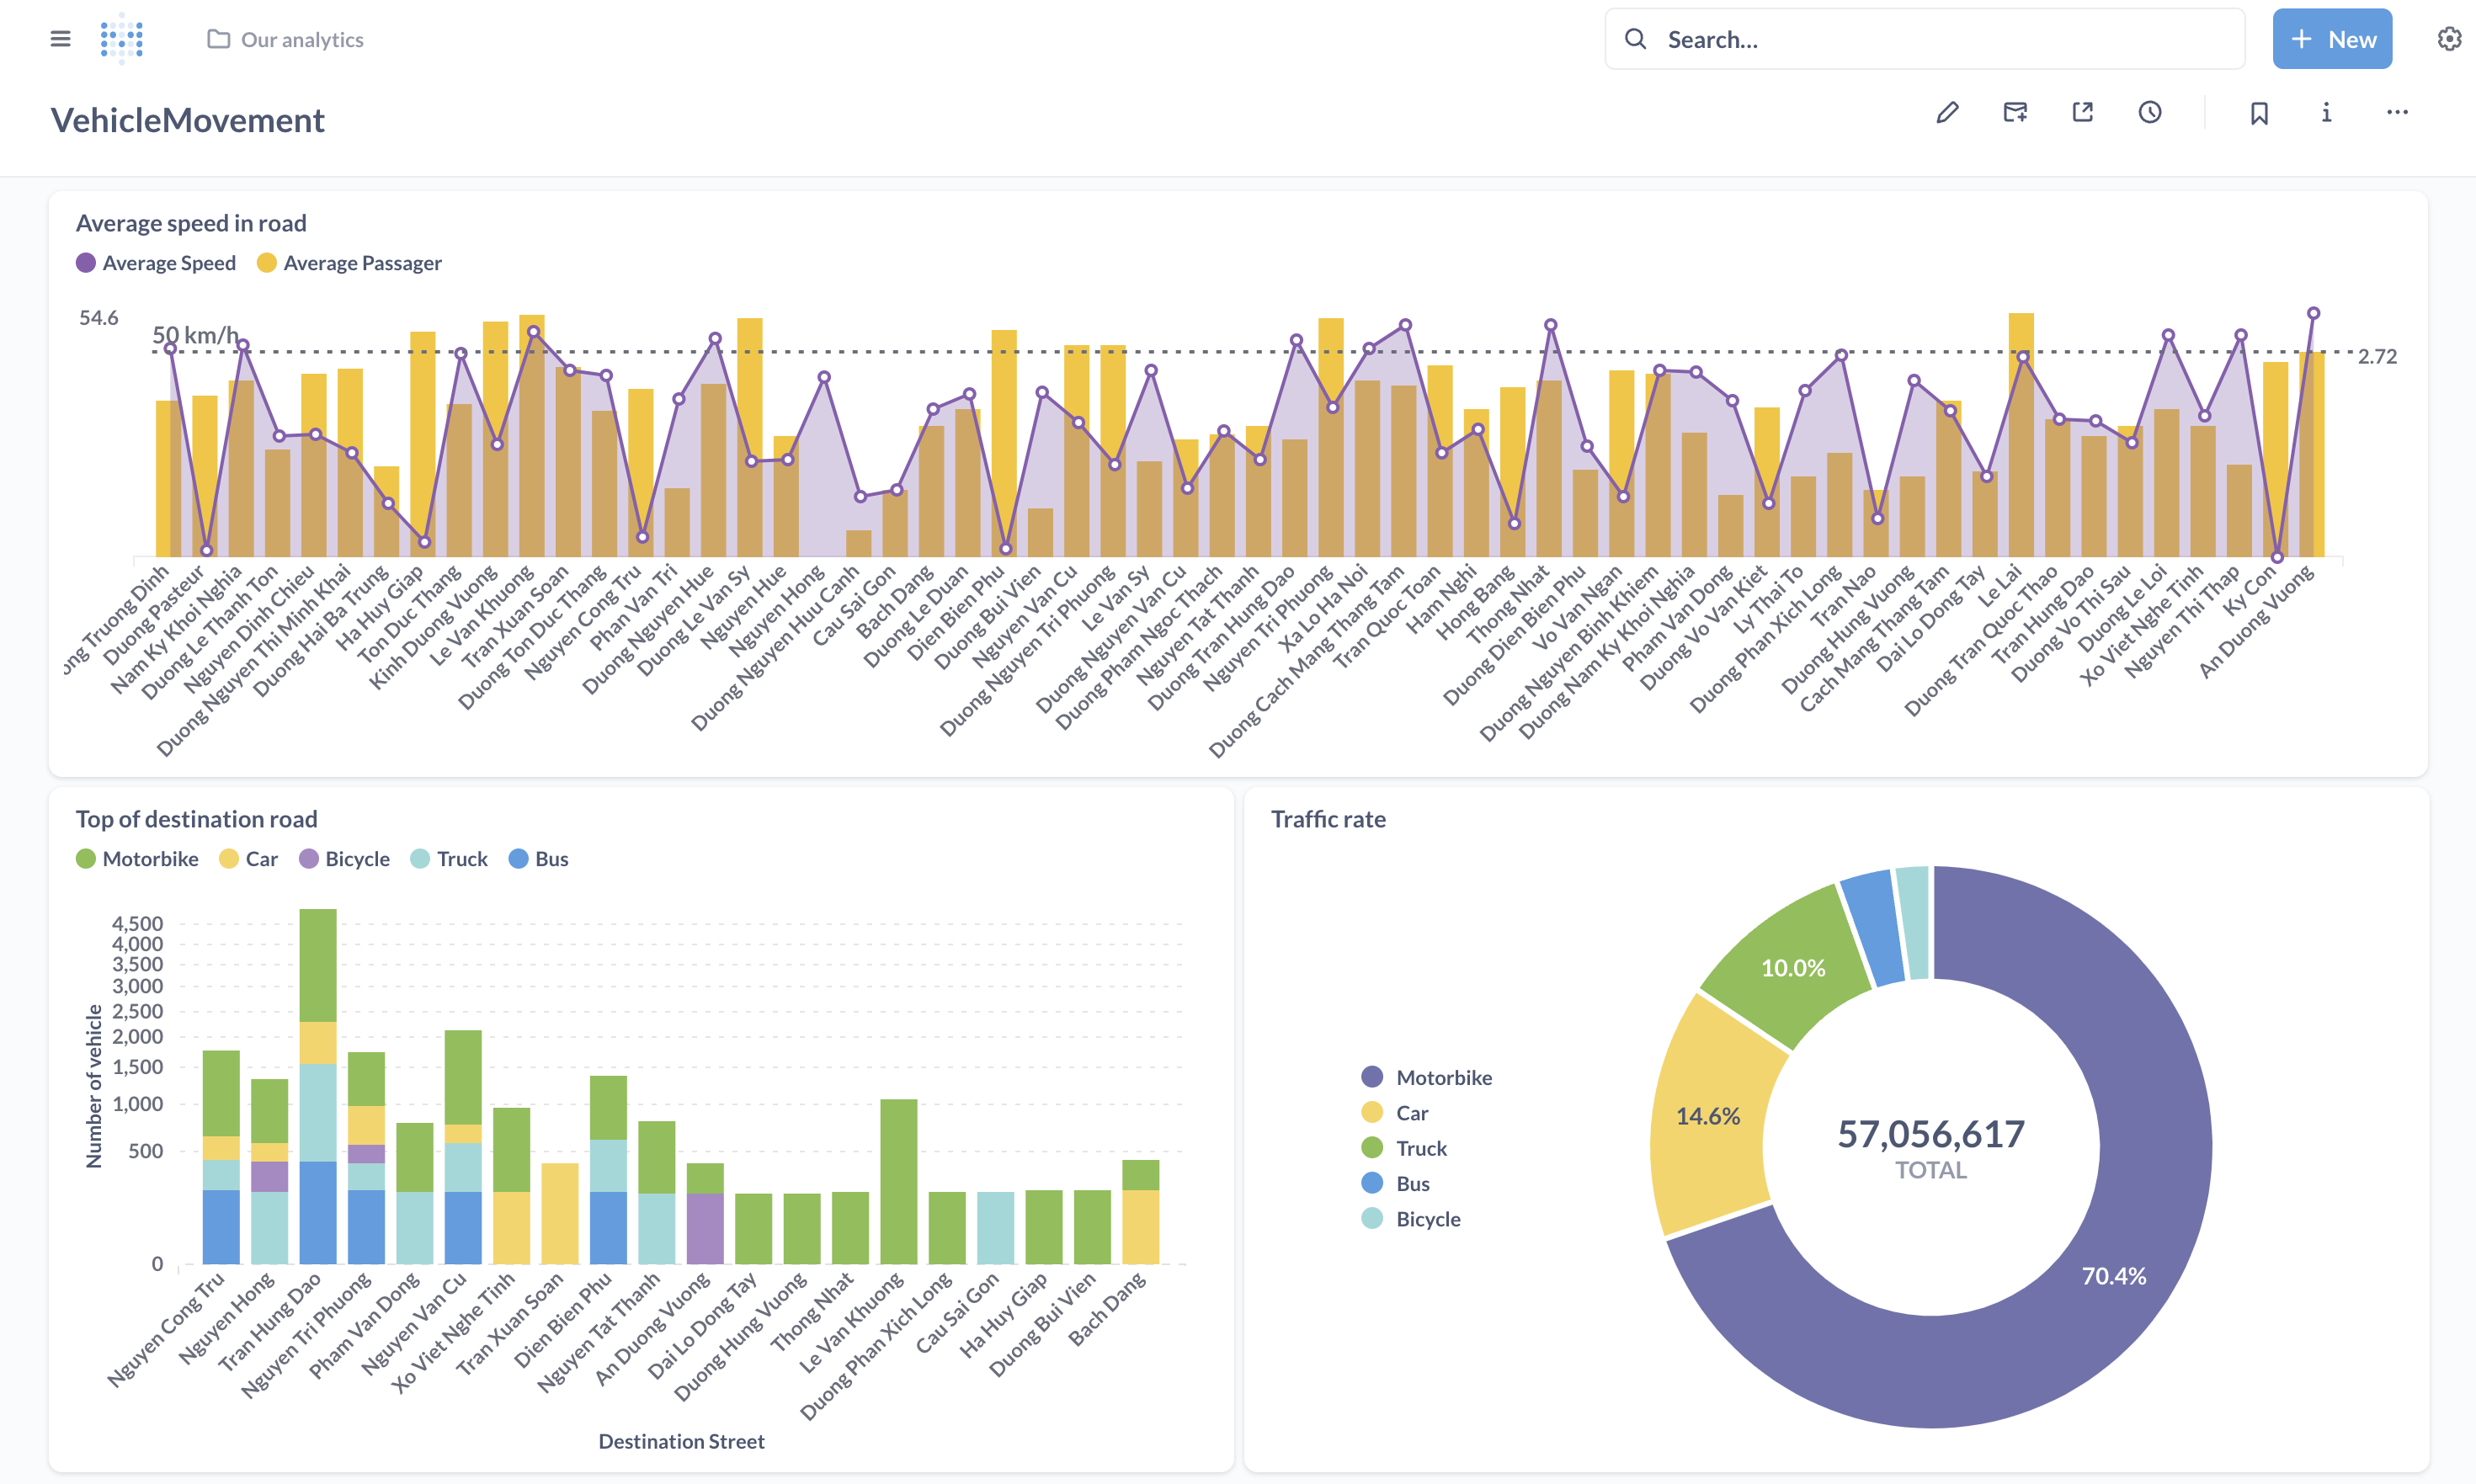 Our analytics
Search...
New
VehicleMovement
Average speed in road
Average Speed
Average Passager
54.6
50 km/h
2.72
ong Truong Dinh
Duong Pasteur
Nam Ky Khoi Nghia
Duong Le Thanh Ton
Nguyen Dinh Chieu
Duong Nguyen Thi Minh Khai
Duong Hai Ba Trung
Ha Huy Giap
Ton Duc Thang
Kinh Duong Vuong
Le Van Khuong
Tran Xuan Soan
Duong Ton Duc Thang
Nguyen Cong Tru
Phan Van Tri
Duong Nguyen Hue
Duong Le Van Sy
Nguyen Hue
Nguyen Hong
Duong Nguyen Huu Canh
Cau Sai Gon
Bach Dang
Duong Le Duan
Dien Bien Phu
Duong Bui Vien
Nguyen Van Cu
Duong Nguyen Tri Phuong
Le Van Sy
Duong Nguyen Van Cu
Duong Pham Ngoc Thach
Nguyen Tat Thanh
Duong Tran Hung Dao
Nguyen Tri Phuong
Xa Lo Ha Noi
Duong Cach Mang Thang Tam
Tran Quoc Toan
Ham Nghi
Hong Bang
Thong Nhat
Duong Dien Bien Phu
Vo Van Ngan
Duong Nguyen Binh Khiem
Duong Nam Ky Khoi Nghia
Pham Van Dong
Duong Vo Van Kiet
Ly Thai To
Duong Phan Xich Long
Tran Nao
Duong Hung Vuong
Cach Mang Thang Tam
Dai Lo Dong Tay
Le Lai
Duong Tran Quoc Thao
Tran Hung Dao
Duong Vo Thi Sau
Duong Le Loi
Xo Viet Nghe Tinh
Nguyen Thi Thap
Ky Con
An Duong Vuong
Top of destination road
Motorbike
Car
Bicycle
Truck
Bus
Number of vehicle
4,500
4,000
3,500
3,000
2,500
2,000
1,500
1,000
500
0
Nguyen Cong Tru
Nguyen Hong
Tran Hung Dao
Nguyen Tri Phuong
Pham Van Dong
Nguyen Van Cu
Xo Viet Nghe Tinh
Tran Xuan Soan
Dien Bien Phu
Nguyen Tat Thanh
An Duong Vuong
Dai Lo Dong Tay
Duong Hung Vuong
Thong Nhat
Le Van Khuong
Duong Phan Xich Long
Cau Sai Gon
Ha Huy Giap
Duong Bui Vien
Bach Dang
Destination Street
Traffic rate
Motorbike
Car
Truck
Bus
Bicycle
10.0%
14.6%
70.4%
57,056,617
TOTAL